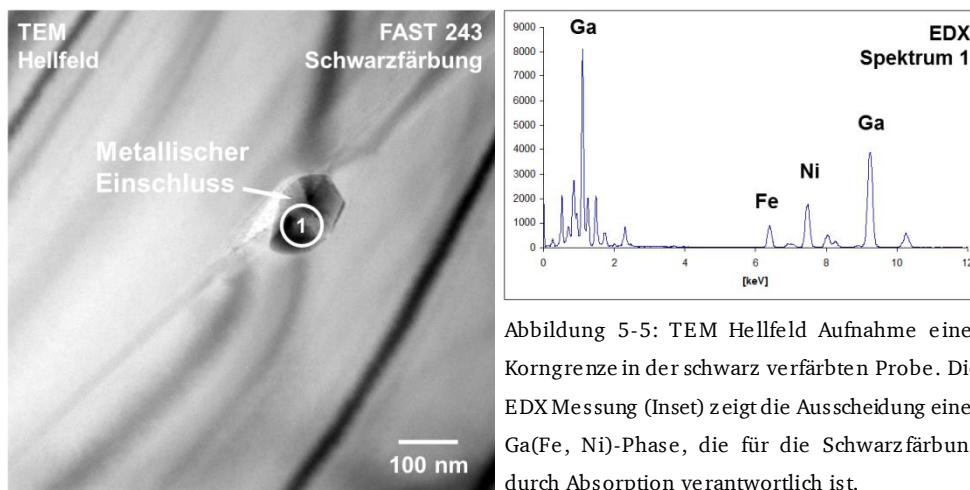 TEM
Hellfeld
FAST 243
Schwarzfärbung
Metallischer
Einschluss
1
100 nm
EDX
Spektrum 1
Ga
Ga
Ni
Fe
9000
8000
7000
6000
5000
4000
3000
2000
1000
0
0 2 4 6 8 10 12
[keV]
Abbildung 5-5: TEM Hellfeld Aufnahme eine
Korngrenze in der schwarz verfärbten Probe. Di
EDX Messung (Inset) zeigt die Ausscheidung eine
Ga(Fe, Ni)-Phase, die für die Schwarzfärbun
durch Absorption verantwortlich ist.